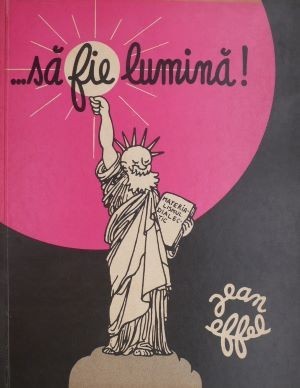 ...să fie lumină!
MATERIA-
LISMUL
DIALEC-
TIC
jean
effel